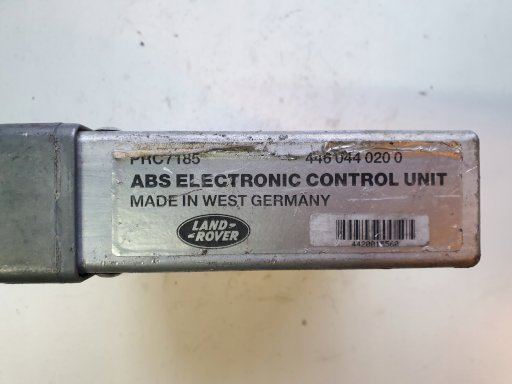 PRC7185 446 044 020 0
ABS ELECTRONIC CONTROL UNIT
MADE IN WEST GERMANY
LAND-
-ROVER